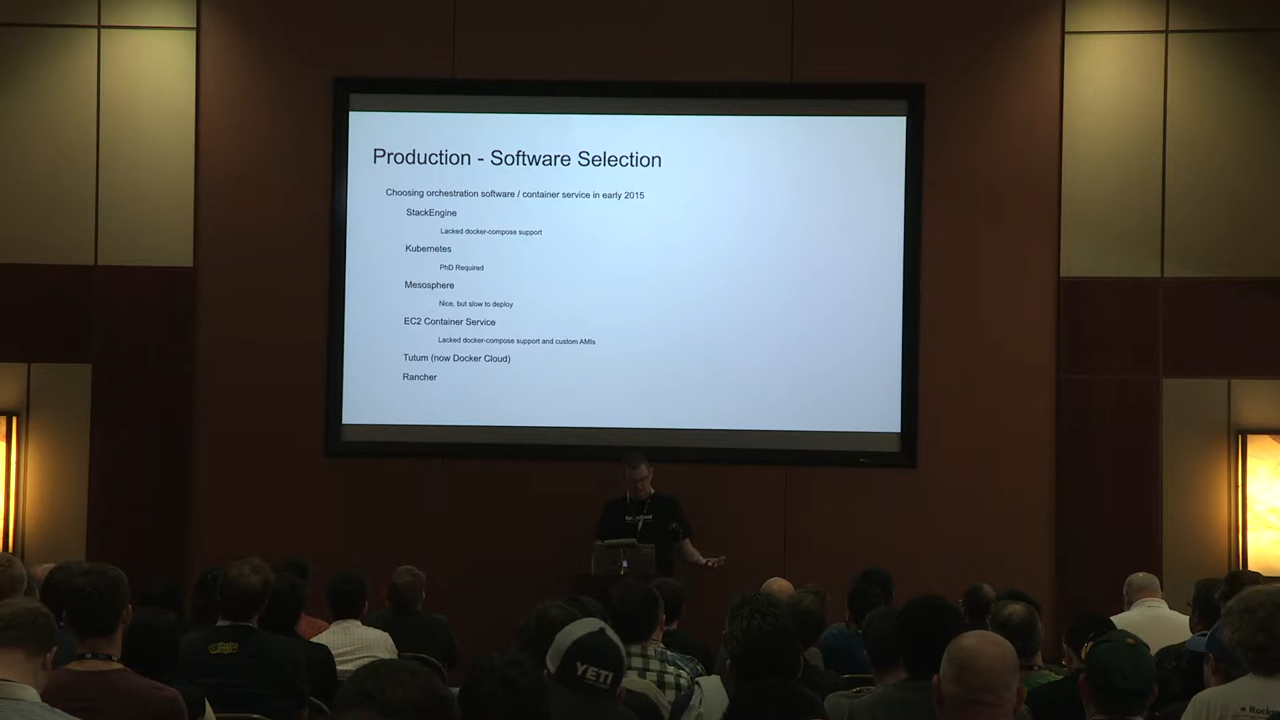 Production - Software Selection
Choosing orchestration software / container service in early 2015
StackEngine
Lacked docker-compose support
Kubernetes
PhD Required
Mesosphere
Nice, but slow to deploy
EC2 Container Service
Lacked docker-compose support and custom AMIs
Tutum (now Docker Cloud)
Rancher
YETI